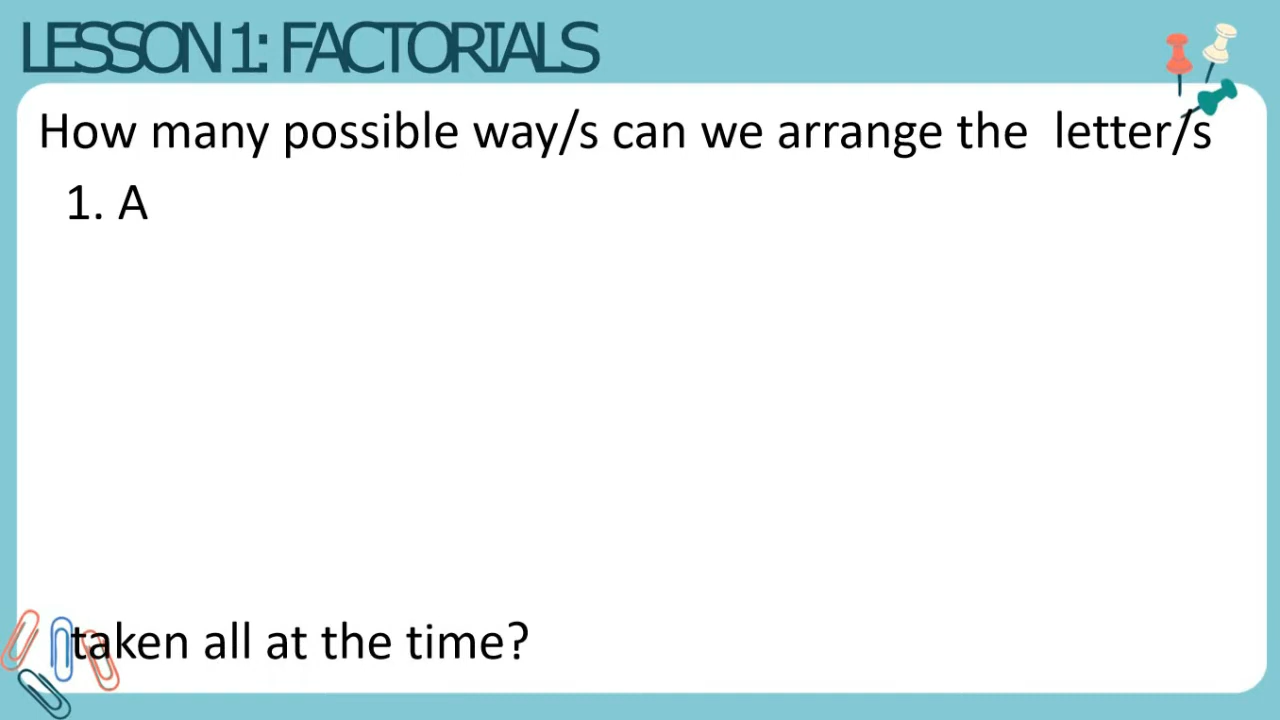 LESSON 1: FACTORIALS
How many possible way/s can we arrange the letter/s
1. A
taken all at the time?